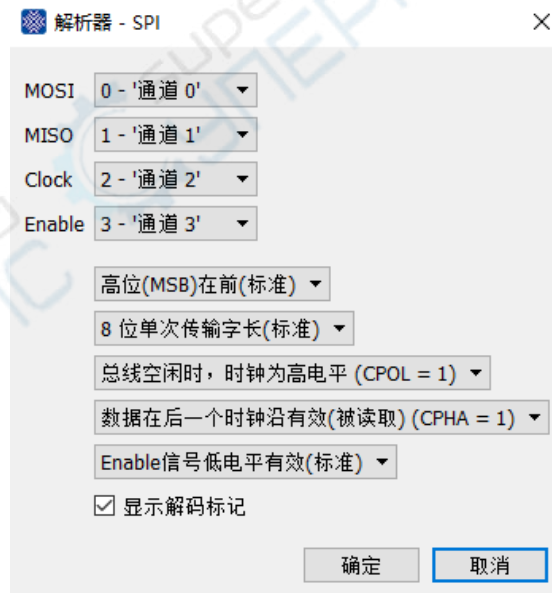 解析器 - SPI
MOSI 0 - '通道 0'
MISO 1 - '通道 1'
Clock 2 - '通道 2'
Enable 3 - '通道 3'
高位(MSB)在前(标准)
8 位单次传输字长(标准)
总线空闲时，时钟为高电平 (CPOL = 1)
数据在后一个时钟沿有效(被读取) (CPHA = 1)
Enable信号低电平有效(标准)
显示解码标记
确定 取消